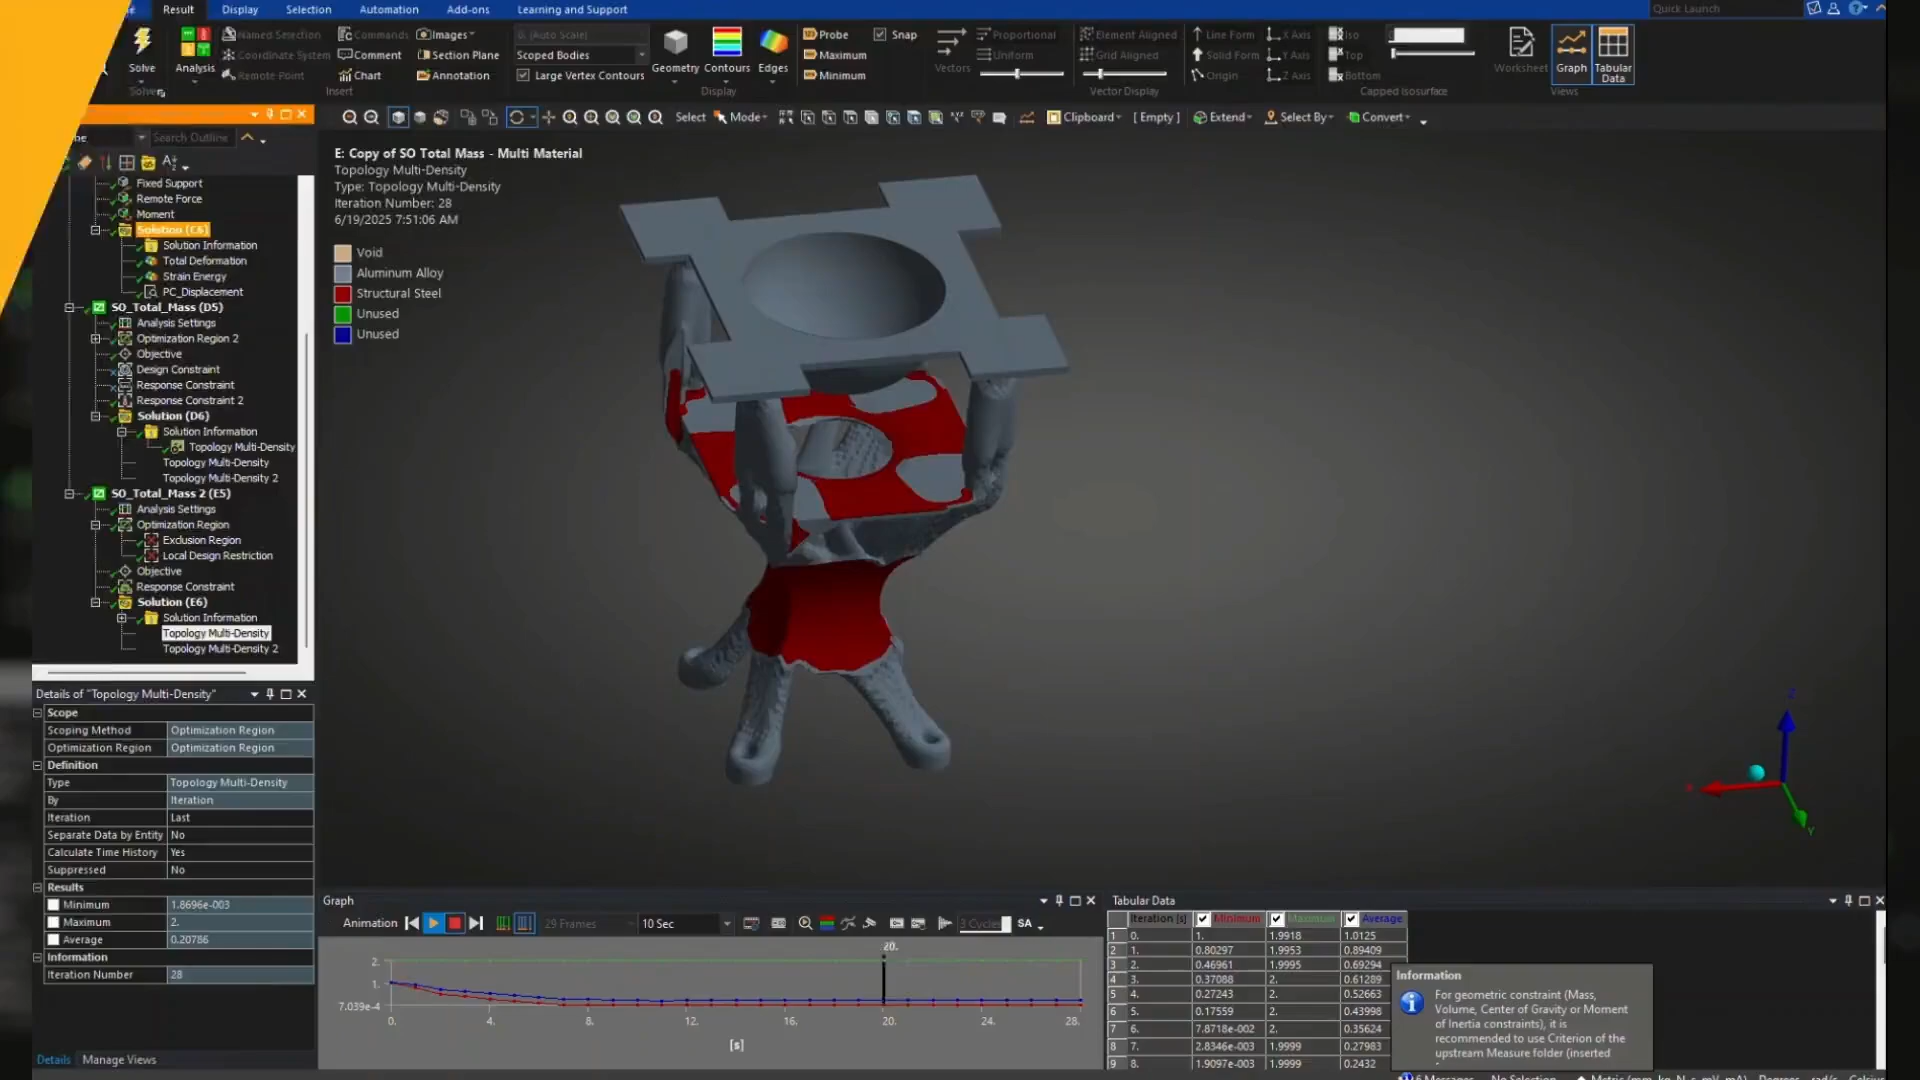 Result Display Selection Automation Add-ons Learning and Support Quick Launch
Named Selection Commands Images 0. (Auto Scale) Probe Snap Proportional Element Aligned Line Form X Axis Iso
Coordinate System Comment Section Plane Scoped Bodies Maximum Uniform Grid Aligned Solid Form Y Axis Top
Solve Analysis Geometry Contours Edges Vectors Worksheet Graph Tabular Data
Remote Point Chart Annotation Large Vertex Contours Minimum Origin Z Axis Bottom
Solve Insert Display Vector Display Capped Isosurface Views
Select Mode Clipboard [ Empty ] Extend Select By Convert
Search Outline
Fixed Support
Remote Force
Moment
Solution (C6)
Solution Information
Total Deformation
Strain Energy
PC_Displacement
SO_Total_Mass (D5)
Analysis Settings
Optimization Region 2
Objective
Design Constraint
Response Constraint
Response Constraint 2
Solution (D6)
Solution Information
Topology Multi-Density
Topology Multi-Density
Topology Multi-Density 2
SO_Total_Mass 2 (E5)
Analysis Settings
Optimization Region
Exclusion Region
Local Design Restriction
Objective
Response Constraint
Solution (E6)
Solution Information
Topology Multi-Density
Topology Multi-Density 2
E: Copy of SO Total Mass - Multi Material
Topology Multi-Density
Type: Topology Multi-Density
Iteration Number: 28
6/19/2025 7:51:06 AM
Void
Aluminum Alloy
Structural Steel
Unused
Unused
Z
Y
Details of "Topology Multi-Density"
Scope
Scoping Method Optimization Region
Optimization Region Optimization Region
Definition
Type Topology Multi-Density
By Iteration
Iteration Last
Separate Data by Entity No
Calculate Time History Yes
Suppressed No
Results
Minimum 1.8696e-003
Maximum 2.
Average 0.20786
Information
Iteration Number 28
Details Manage Views
Graph
Animation 29 Frames 10 Sec 3 Cycles SA
20.
2.
1.
7.039e-4
0. 4. 8. 12. 16. 20. 24. 28.
[s]
Tabular Data
Iteration [s] Minimum Maximum Average
1 0. 1. 1.9918 1.0125
2 1. 0.80297 1.9953 0.89409
3 2. 0.46961 1.9995 0.69294
4 3. 0.37088 2. 0.61289
5 4. 0.27243 2. 0.52663
6 5. 0.17559 2. 0.43998
7 6. 7.8718e-002 2. 0.35624
8 7. 2.8346e-003 1.9999 0.27983
9 8. 1.9097e-003 1.9999 0.2432
Information
For geometric constraint (Mass,
Volume, Center of Gravity or Moment
of Inertia constraints), it is
recommended to use Criterion of the
upstream Measure folder (inserted
6 Messages No Selection Metric (mm, kg, N, s, mV, mA) Degrees rad/s Celsius